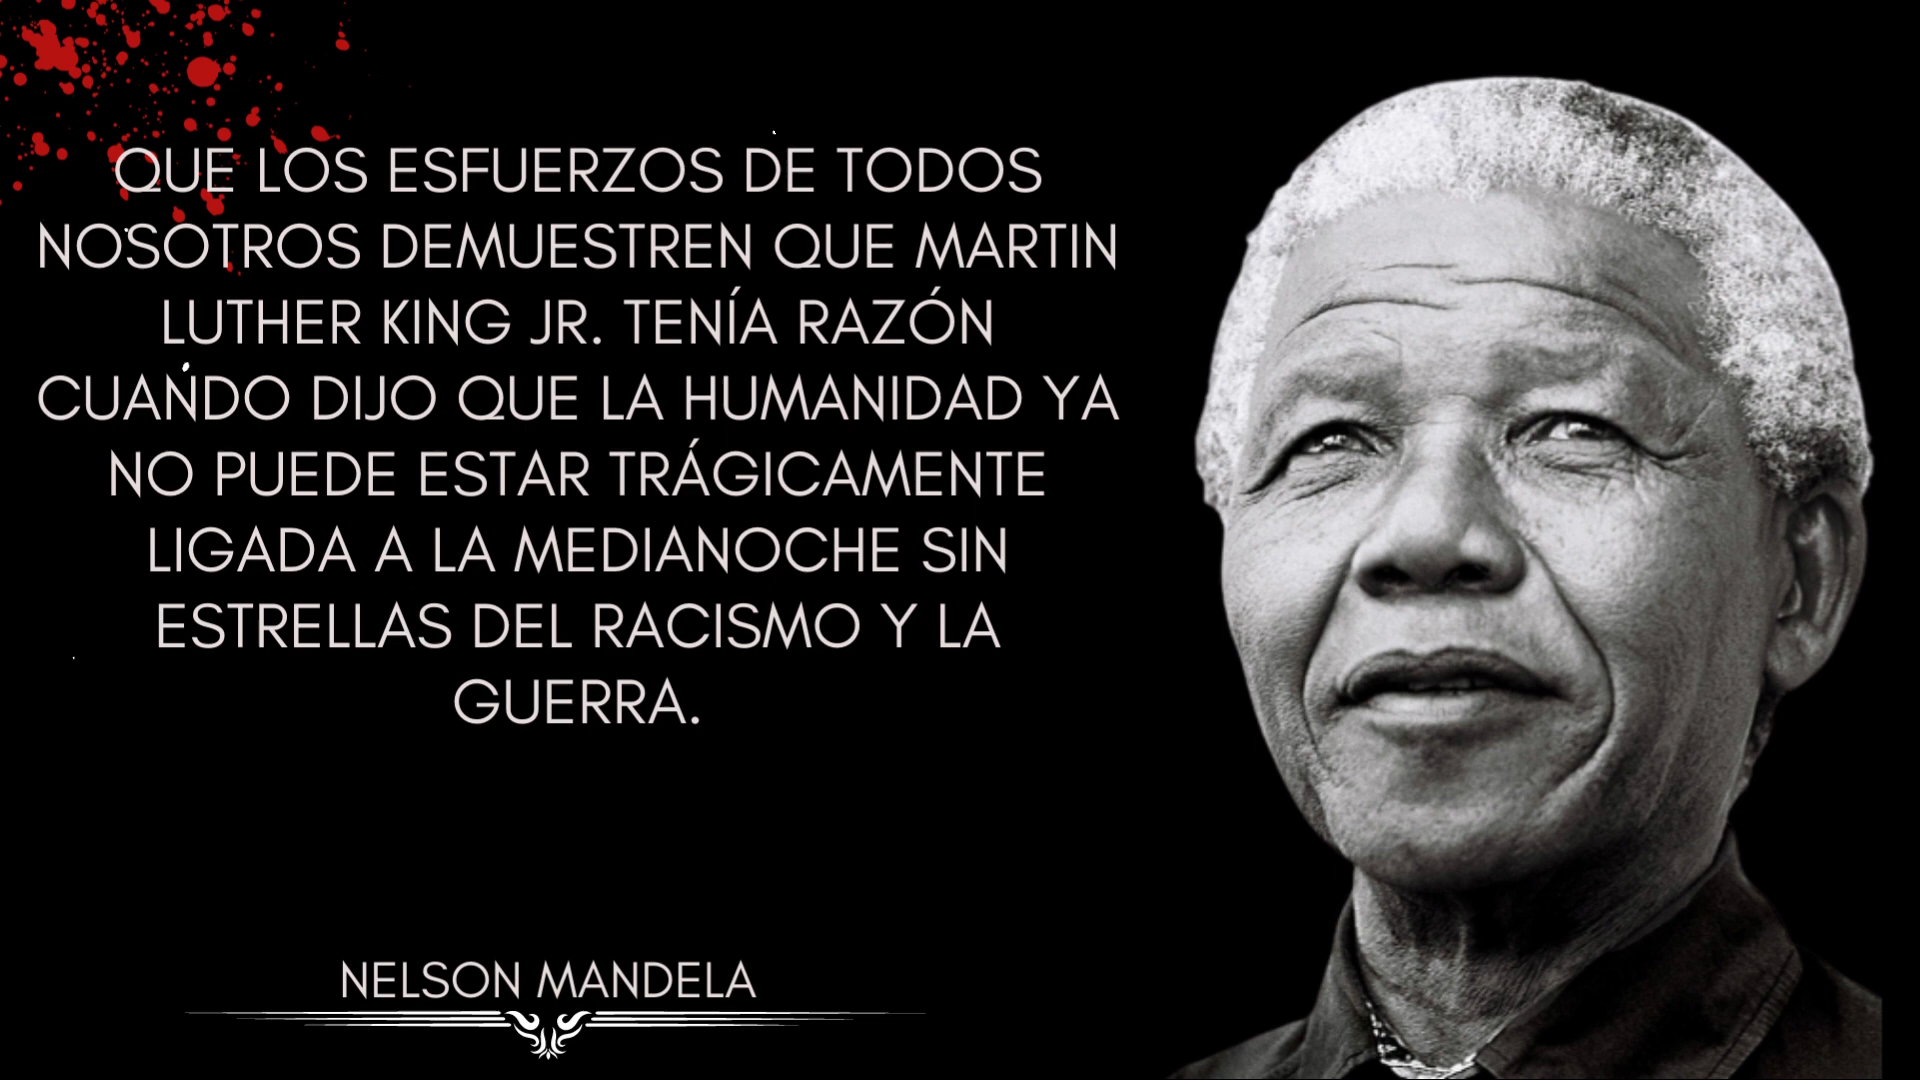 QUE LOS ESFUERZOS DE TODOS
NOSOTROS DEMUESTREN QUE MARTIN
LUTHER KING JR. TENÍA RAZÓN
CUANDO DIJO QUE LA HUMANIDAD YA
NO PUEDE ESTAR TRÁGICAMENTE
LIGADA A LA MEDIANOCHE SIN
ESTRELLAS DEL RACISMO Y LA
GUERRA.
NELSON MANDELA